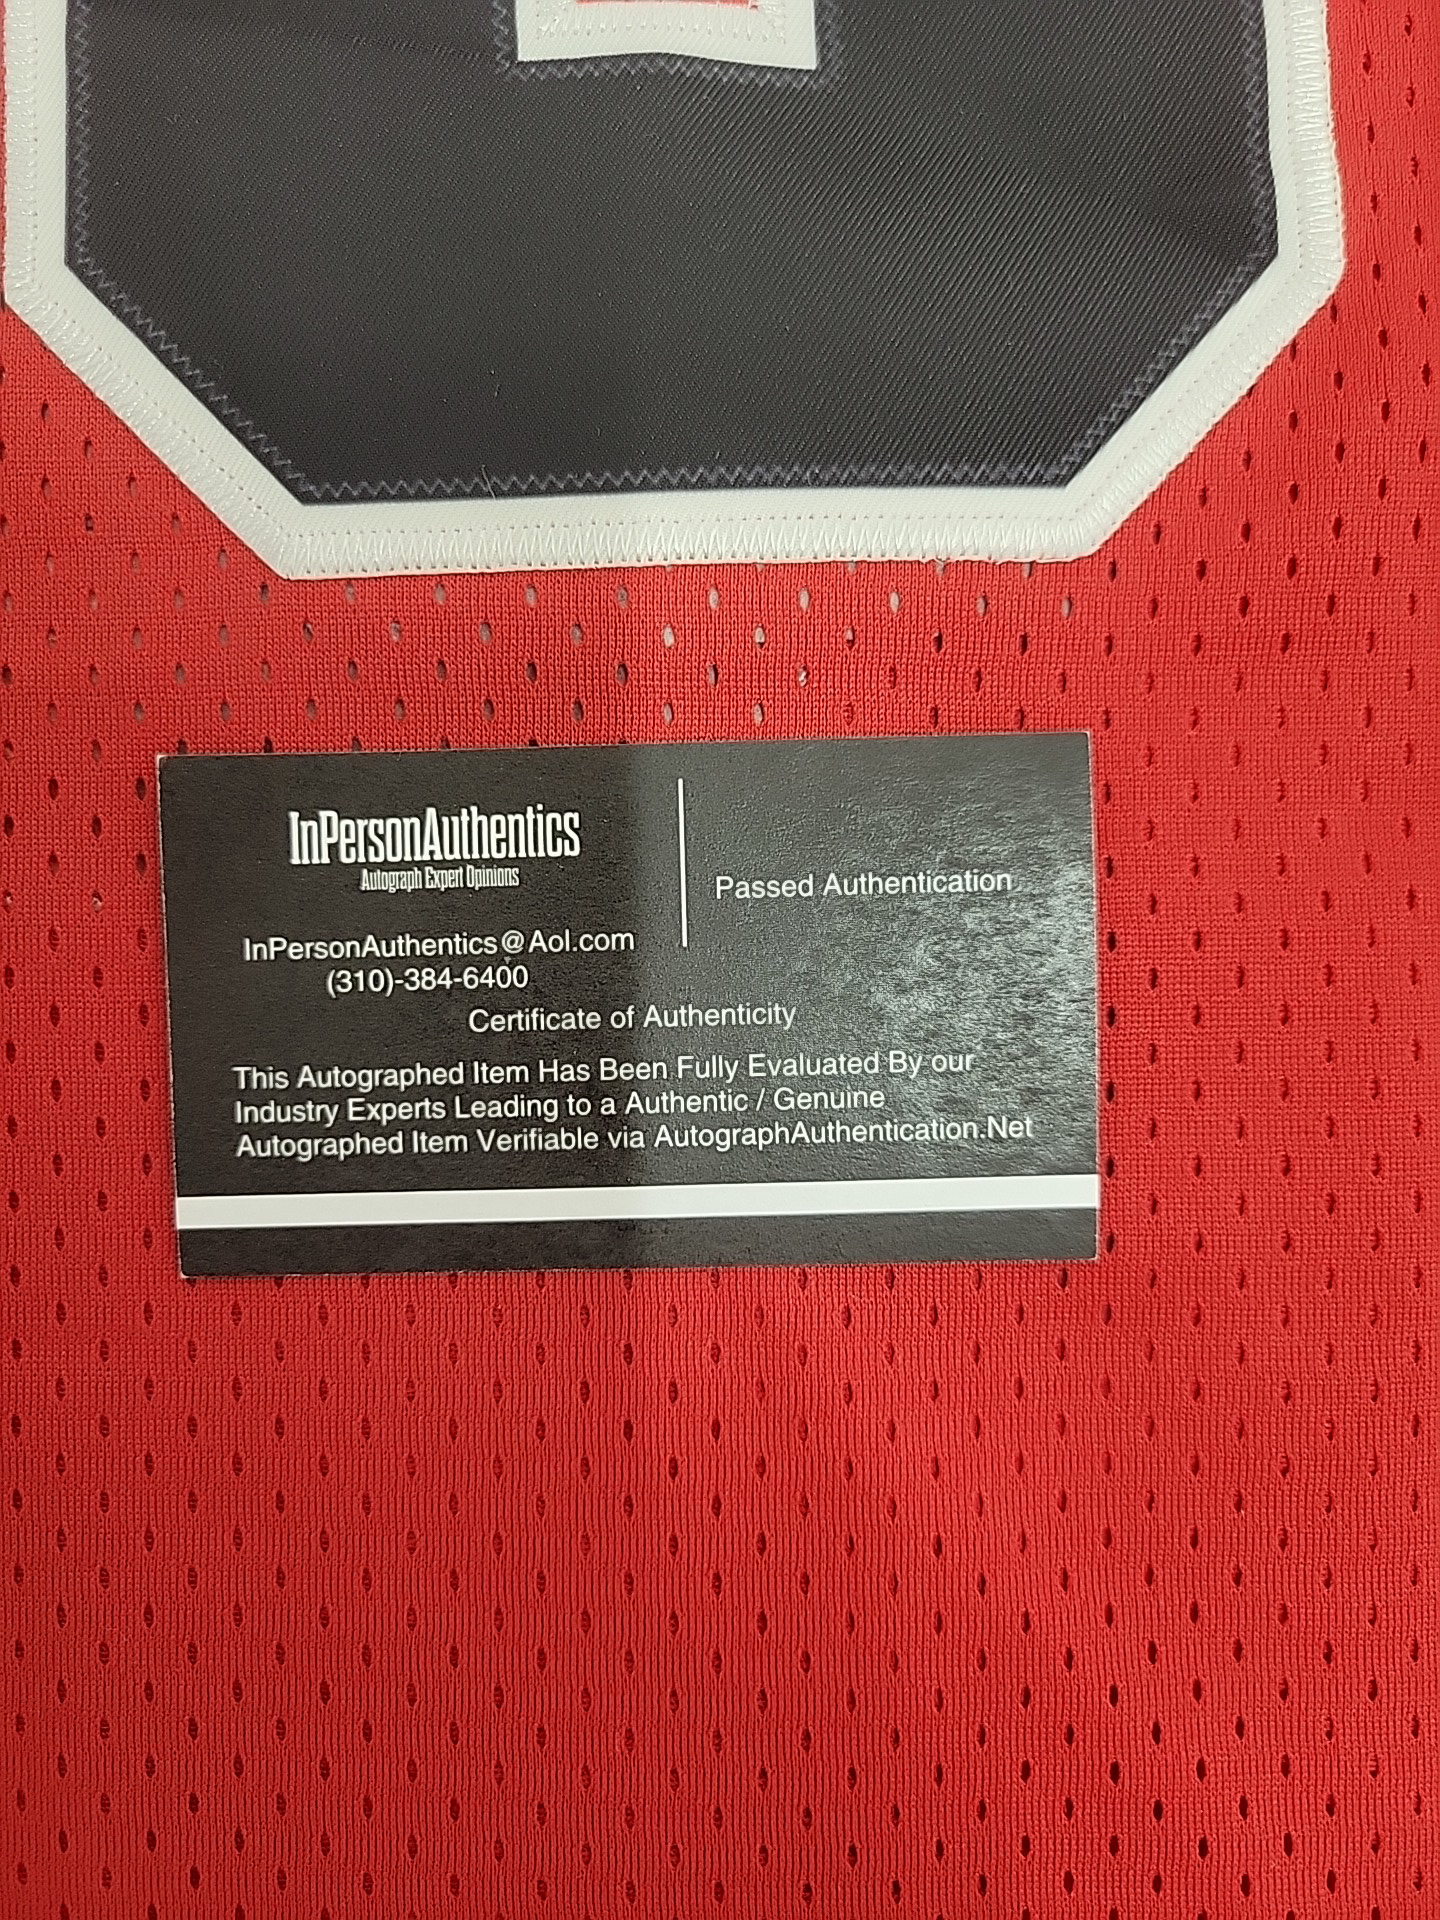 InPersonAuthentics
Autograph Expert Opinions
Passed Authentication
InPersonAuthentics@Aol.com
(310)-384-6400
Certificate of Authenticity
This Autographed Item Has Been Fully Evaluated By our
Industry Experts Leading to a Authentic / Genuine
Autographed Item Verifiable via AutographAuthentication.Net